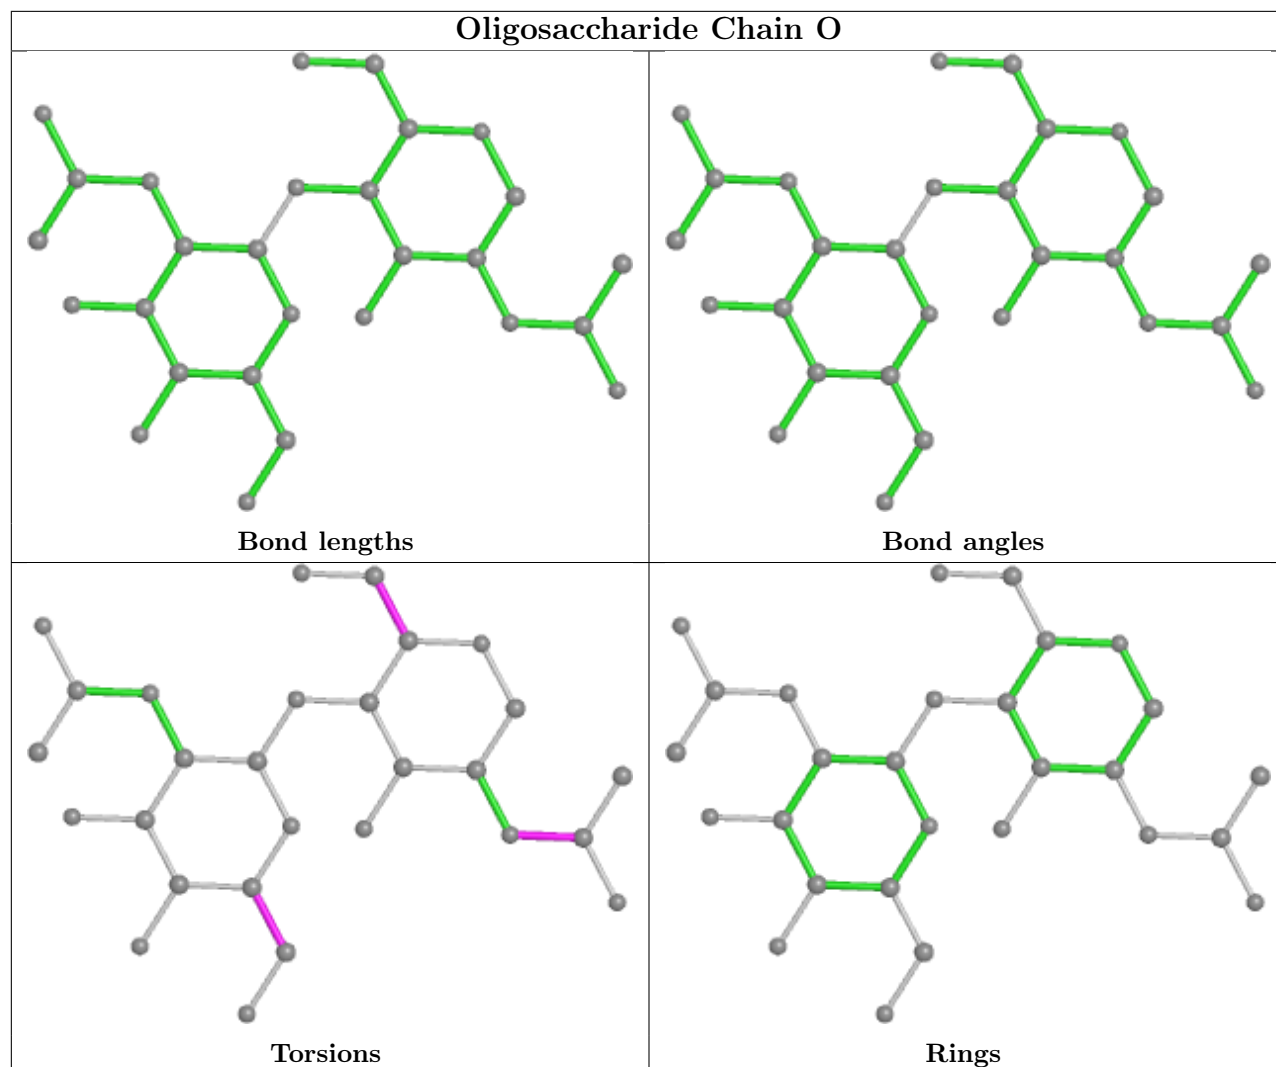 Oligosaccharide Chain O
Bond lengths
Bond angles
Torsions
Rings